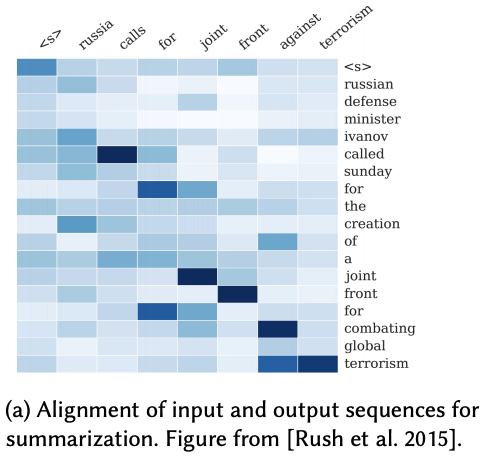 <s> russia calls for joint front against terrorism
<s>
russian
defense
minister
ivanov
called
sunday
for
the
creation
of
a
joint
front
for
combating
global
terrorism
(a) Alignment of input and output sequences for
summarization. Figure from [Rush et al. 2015].